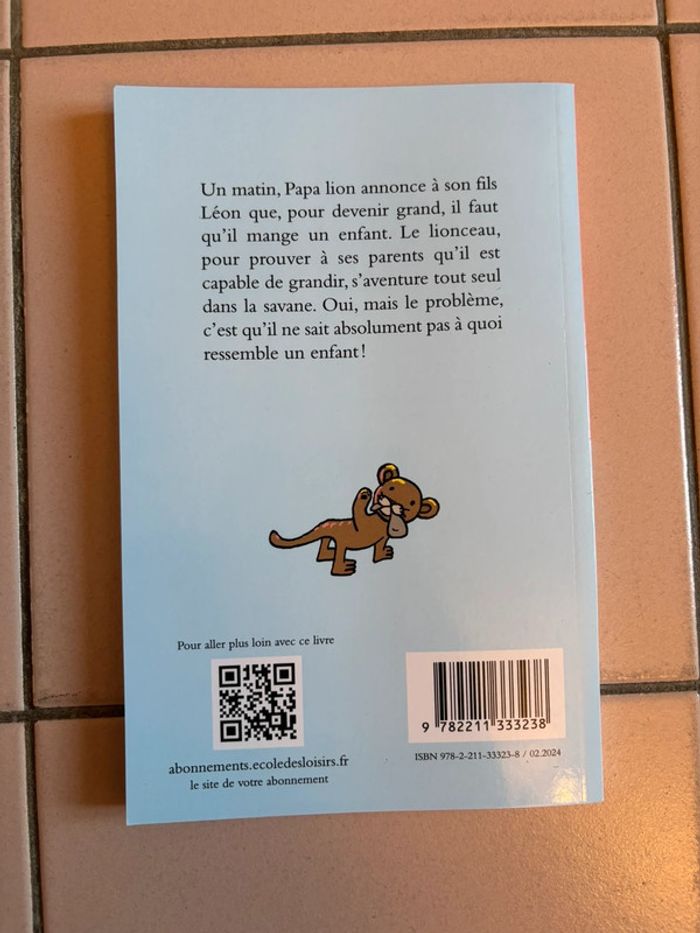 Un matin, Papa lion annonce à son fils
Léon que, pour devenir grand, il faut
qu'il mange un enfant. Le lionceau,
pour prouver à ses parents qu'il est
capable de grandir, s'aventure tout seul
dans la savane. Oui, mais le problème,
c'est qu'il ne sait absolument pas à quoi
ressemble un enfant !
Pour aller plus loin avec ce livre
abonnements.ecoledesloisirs.fr
le site de votre abonnement
9 782211 333238
ISBN 978-2-211-33323-8 / 02.2024